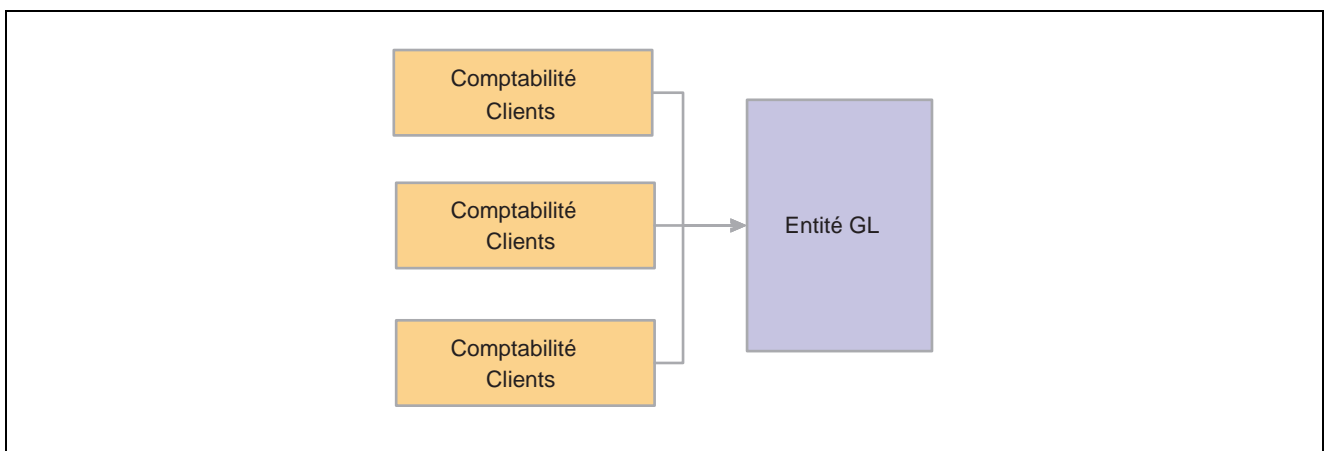 Comptabilité
Clients
Comptabilité
Clients
Entité GL
Comptabilité
Clients